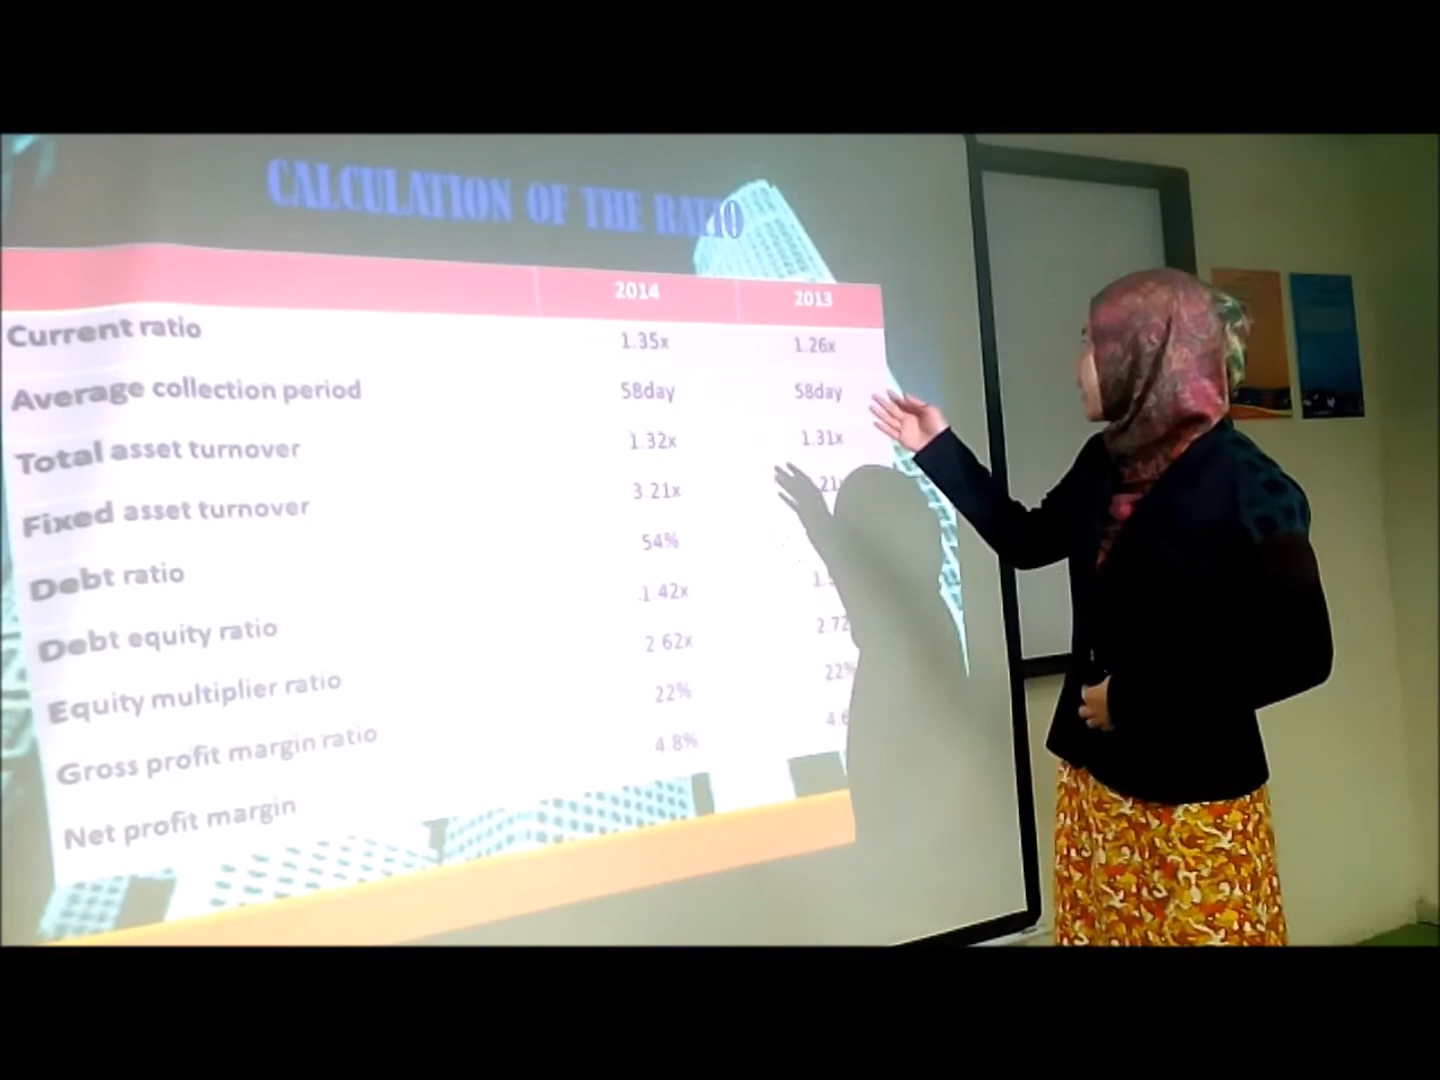 CALCULATION OF THE RATIO
2014 2013
Current ratio 1.35x 1.26x
Average collection period 58day 58day
Total asset turnover 1.32x 1.31x
Fixed asset turnover 3.21x
Debt ratio 54%
Debt equity ratio 1.42x
Equity multiplier ratio 2.62x 2.72
Gross profit margin ratio 22% 22%
Net profit margin 4.8%